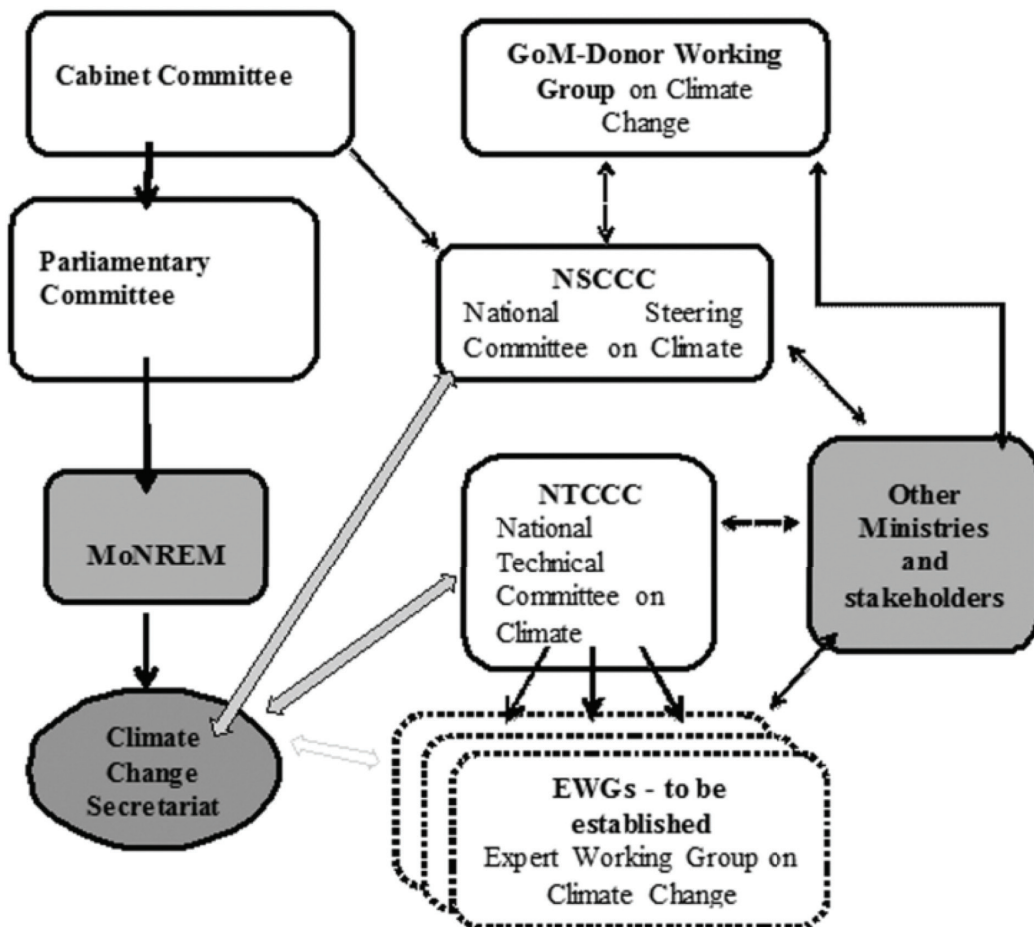 Cabinet Committee
GoM-Donor Working
Group on Climate
Change
Parliamentary
Committee
NSCCC
National Steering
Committee on Climate
MoNREM
NTCCC
National
Technical
Committee on
Climate
Other
Ministries
and
stakeholders
Climate
Change
Secretariat
EWGs - to be
established
Expert Working Group on
Climate Change